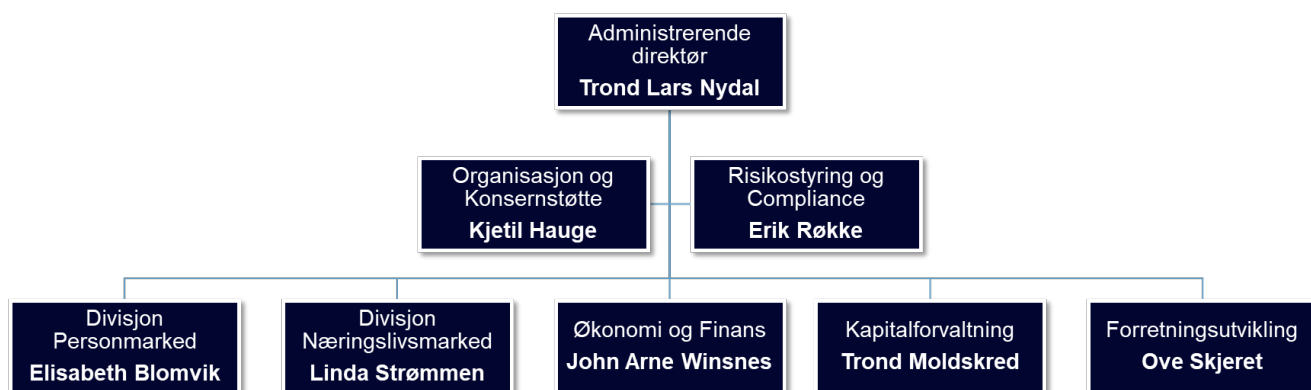 Administrerende
direktør
Trond Lars Nydal
Organisasjon og
Konsernstøtte
Kjetil Hauge
Risikostyring og
Compliance
Erik Røkke
Divisjon
Personmarked
Elisabeth Blomvik
Divisjon
Næringslivsmarked
Linda Strømmen
Økonomi og Finans
John Arne Winsnes
Kapitalforvaltning
Trond Moldskred
Forretningsutvikling
Ove Skjeret